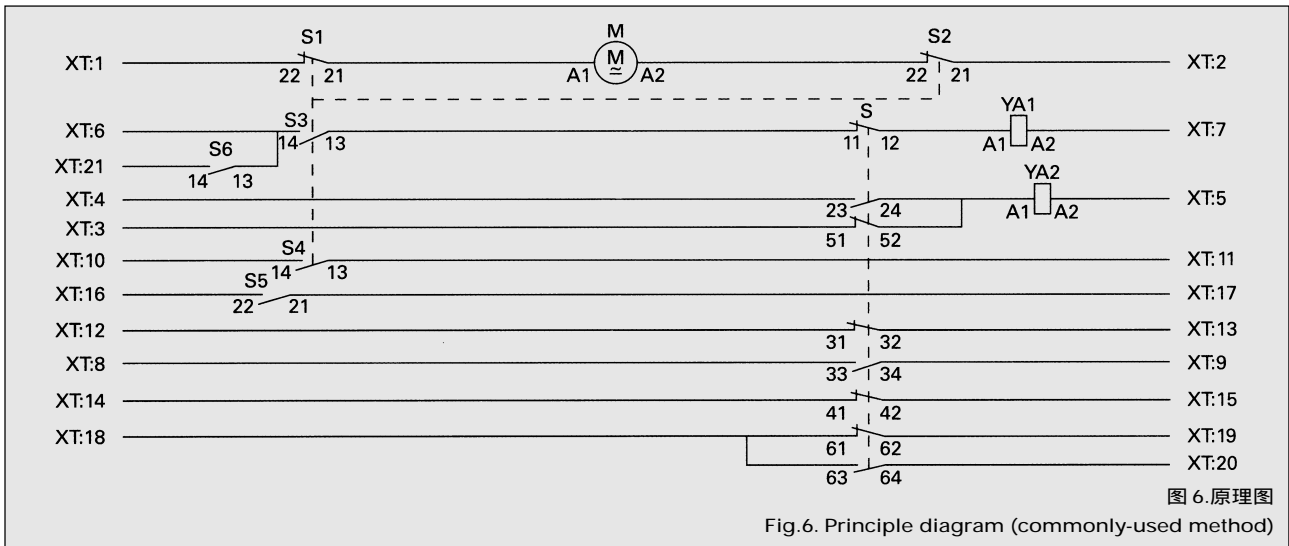 S1 M S2
XT:1 M ≃ XT:2
22 21 A1 A2 22 21
S3 S YA1
XT:6 XT:7
14 13 11 12 A1 A2
S6 YA2
XT:21
14 13
XT:4 XT:5
23 24 A1 A2
XT:3
51 52
S4
XT:10 XT:11
14 13
S5
XT:16 XT:17
22 21
XT:12 XT:13
31 32
XT:8 XT:9
33 34
XT:14 XT:15
41 42
XT:18 XT:19
61 62
XT:20
63 64
图 6.原理图
Fig.6. Principle diagram (commonly-used method)